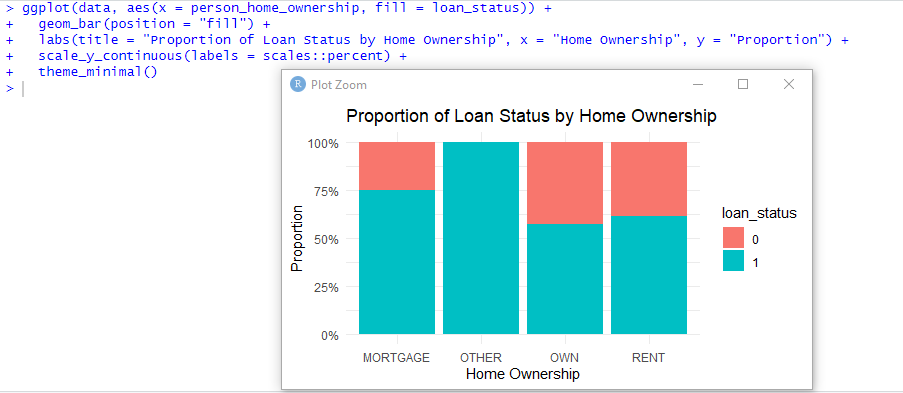 > ggplot(data, aes(x = person_home_ownership, fill = loan_status)) +
+   geom_bar(position = "fill") +
+   labs(title = "Proportion of Loan Status by Home Ownership", x = "Home Ownership", y = "Proportion") +
+   scale_y_continuous(labels = scales::percent) +
+   theme_minimal()
>
R Plot Zoom
Proportion of Loan Status by Home Ownership
100%
75%
50%
25%
0%
Proportion
MORTGAGE OTHER OWN RENT
Home Ownership
loan_status
0
1